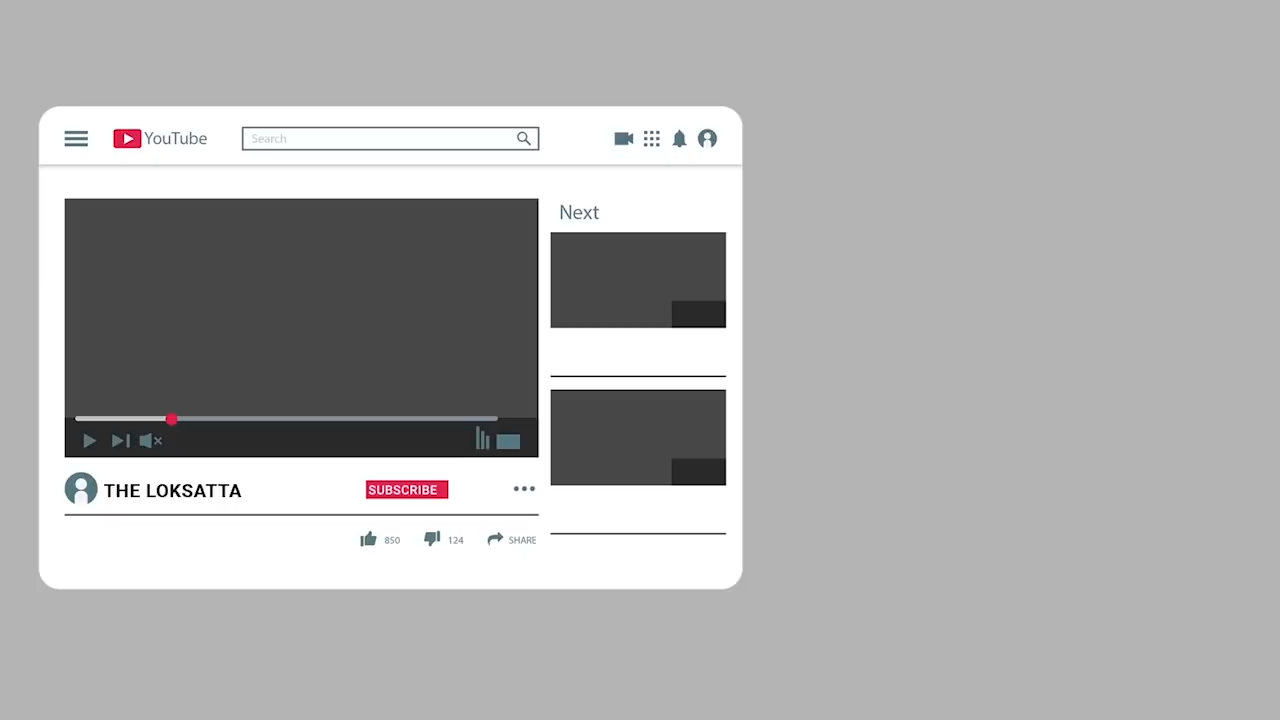 YouTube
Search
Next
THE LOKSATTA
SUBSCRIBE
850
124
SHARE